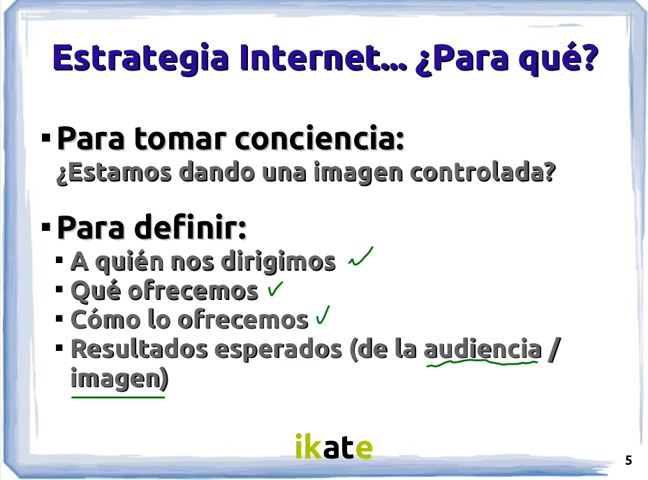 Estrategia Internet... ¿Para qué?
▪ Para tomar conciencia:
¿Estamos dando una imagen controlada?
▪ Para definir:
▪ A quién nos dirigimos ✓
▪ Qué ofrecemos ✓
▪ Cómo lo ofrecemos ✓
▪ Resultados esperados (de la audiencia /
imagen)
ikate
5